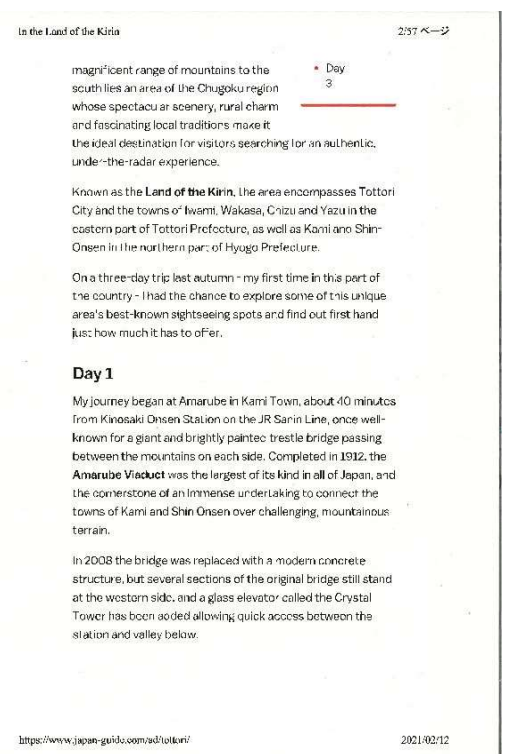 In the Land of the Kirin
2/57 ページ
magnificent range of mountains to the
south lies an area of the Chugoku region
whose spectacular scenery, rural charm
and fascinating local traditions make it
• Day
3
the ideal destination for visitors searching for an authentic,
under-the-radar experience.
Known as the Land of the Kirin, the area encompasses Tottori
City and the towns of Iwami, Wakasa, Chizu and Yazu in the
eastern part of Tottori Prefecture, as well as Kami and Shin-
Onsen in the northern part of Hyogo Prefecture.
On a three-day trip last autumn - my first time in this part of
the country - I had the chance to explore some of this unique
area's best-known sightseeing spots and find out first hand
just how much it has to offer.
Day 1
My journey began at Amarube in Kami Town, about 40 minutes
from Kinosaki Onsen Station on the JR Sanin Line, once well-
known for a giant and brightly painted trestle bridge passing
between the mountains on each side. Completed in 1912, the
Amarube Viaduct was the largest of its kind in all of Japan, and
the cornerstone of an immense undertaking to connect the
towns of Kami and Shin Onsen over challenging, mountainous
terrain.
In 2008 the bridge was replaced with a modern concrete
structure, but several sections of the original bridge still stand
at the western side, and a glass elevator called the Crystal
Tower has been added allowing quick access between the
station and valley below.
https://www.japan-guide.com/ad/tottori/
2021/02/12